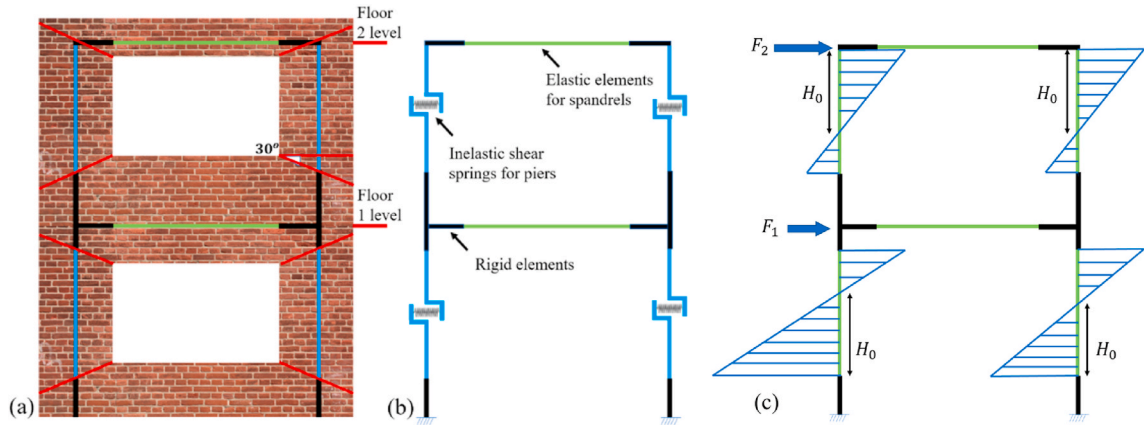 Floor
2 level
30°
Floor
1 level
(a)
Elastic elements
for spandrels
Inelastic shear
springs for piers
Rigid elements
(b)
F₂
H₀
H₀
F₁
H₀
H₀
(c)